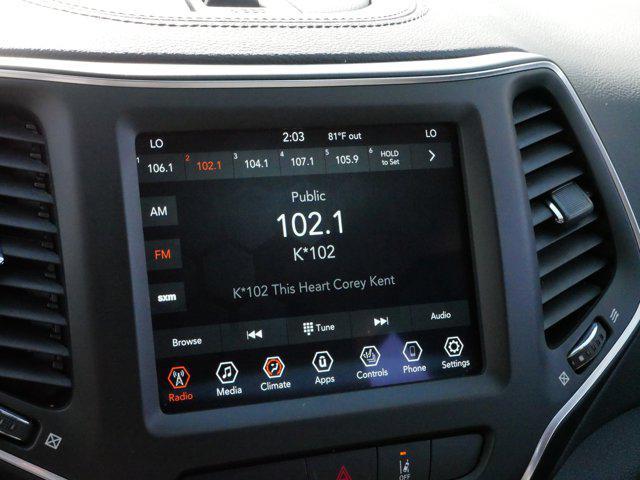 LO 2:03 81°F out LO
1 106.1 2 102.1 3 104.1 4 107.1 5 105.9 6 HOLD to Set
AM
FM
sxm
Public
102.1
K*102
K*102 This Heart Corey Kent
Browse Tune Audio
Radio Media Climate Apps Controls Phone Settings
OFF